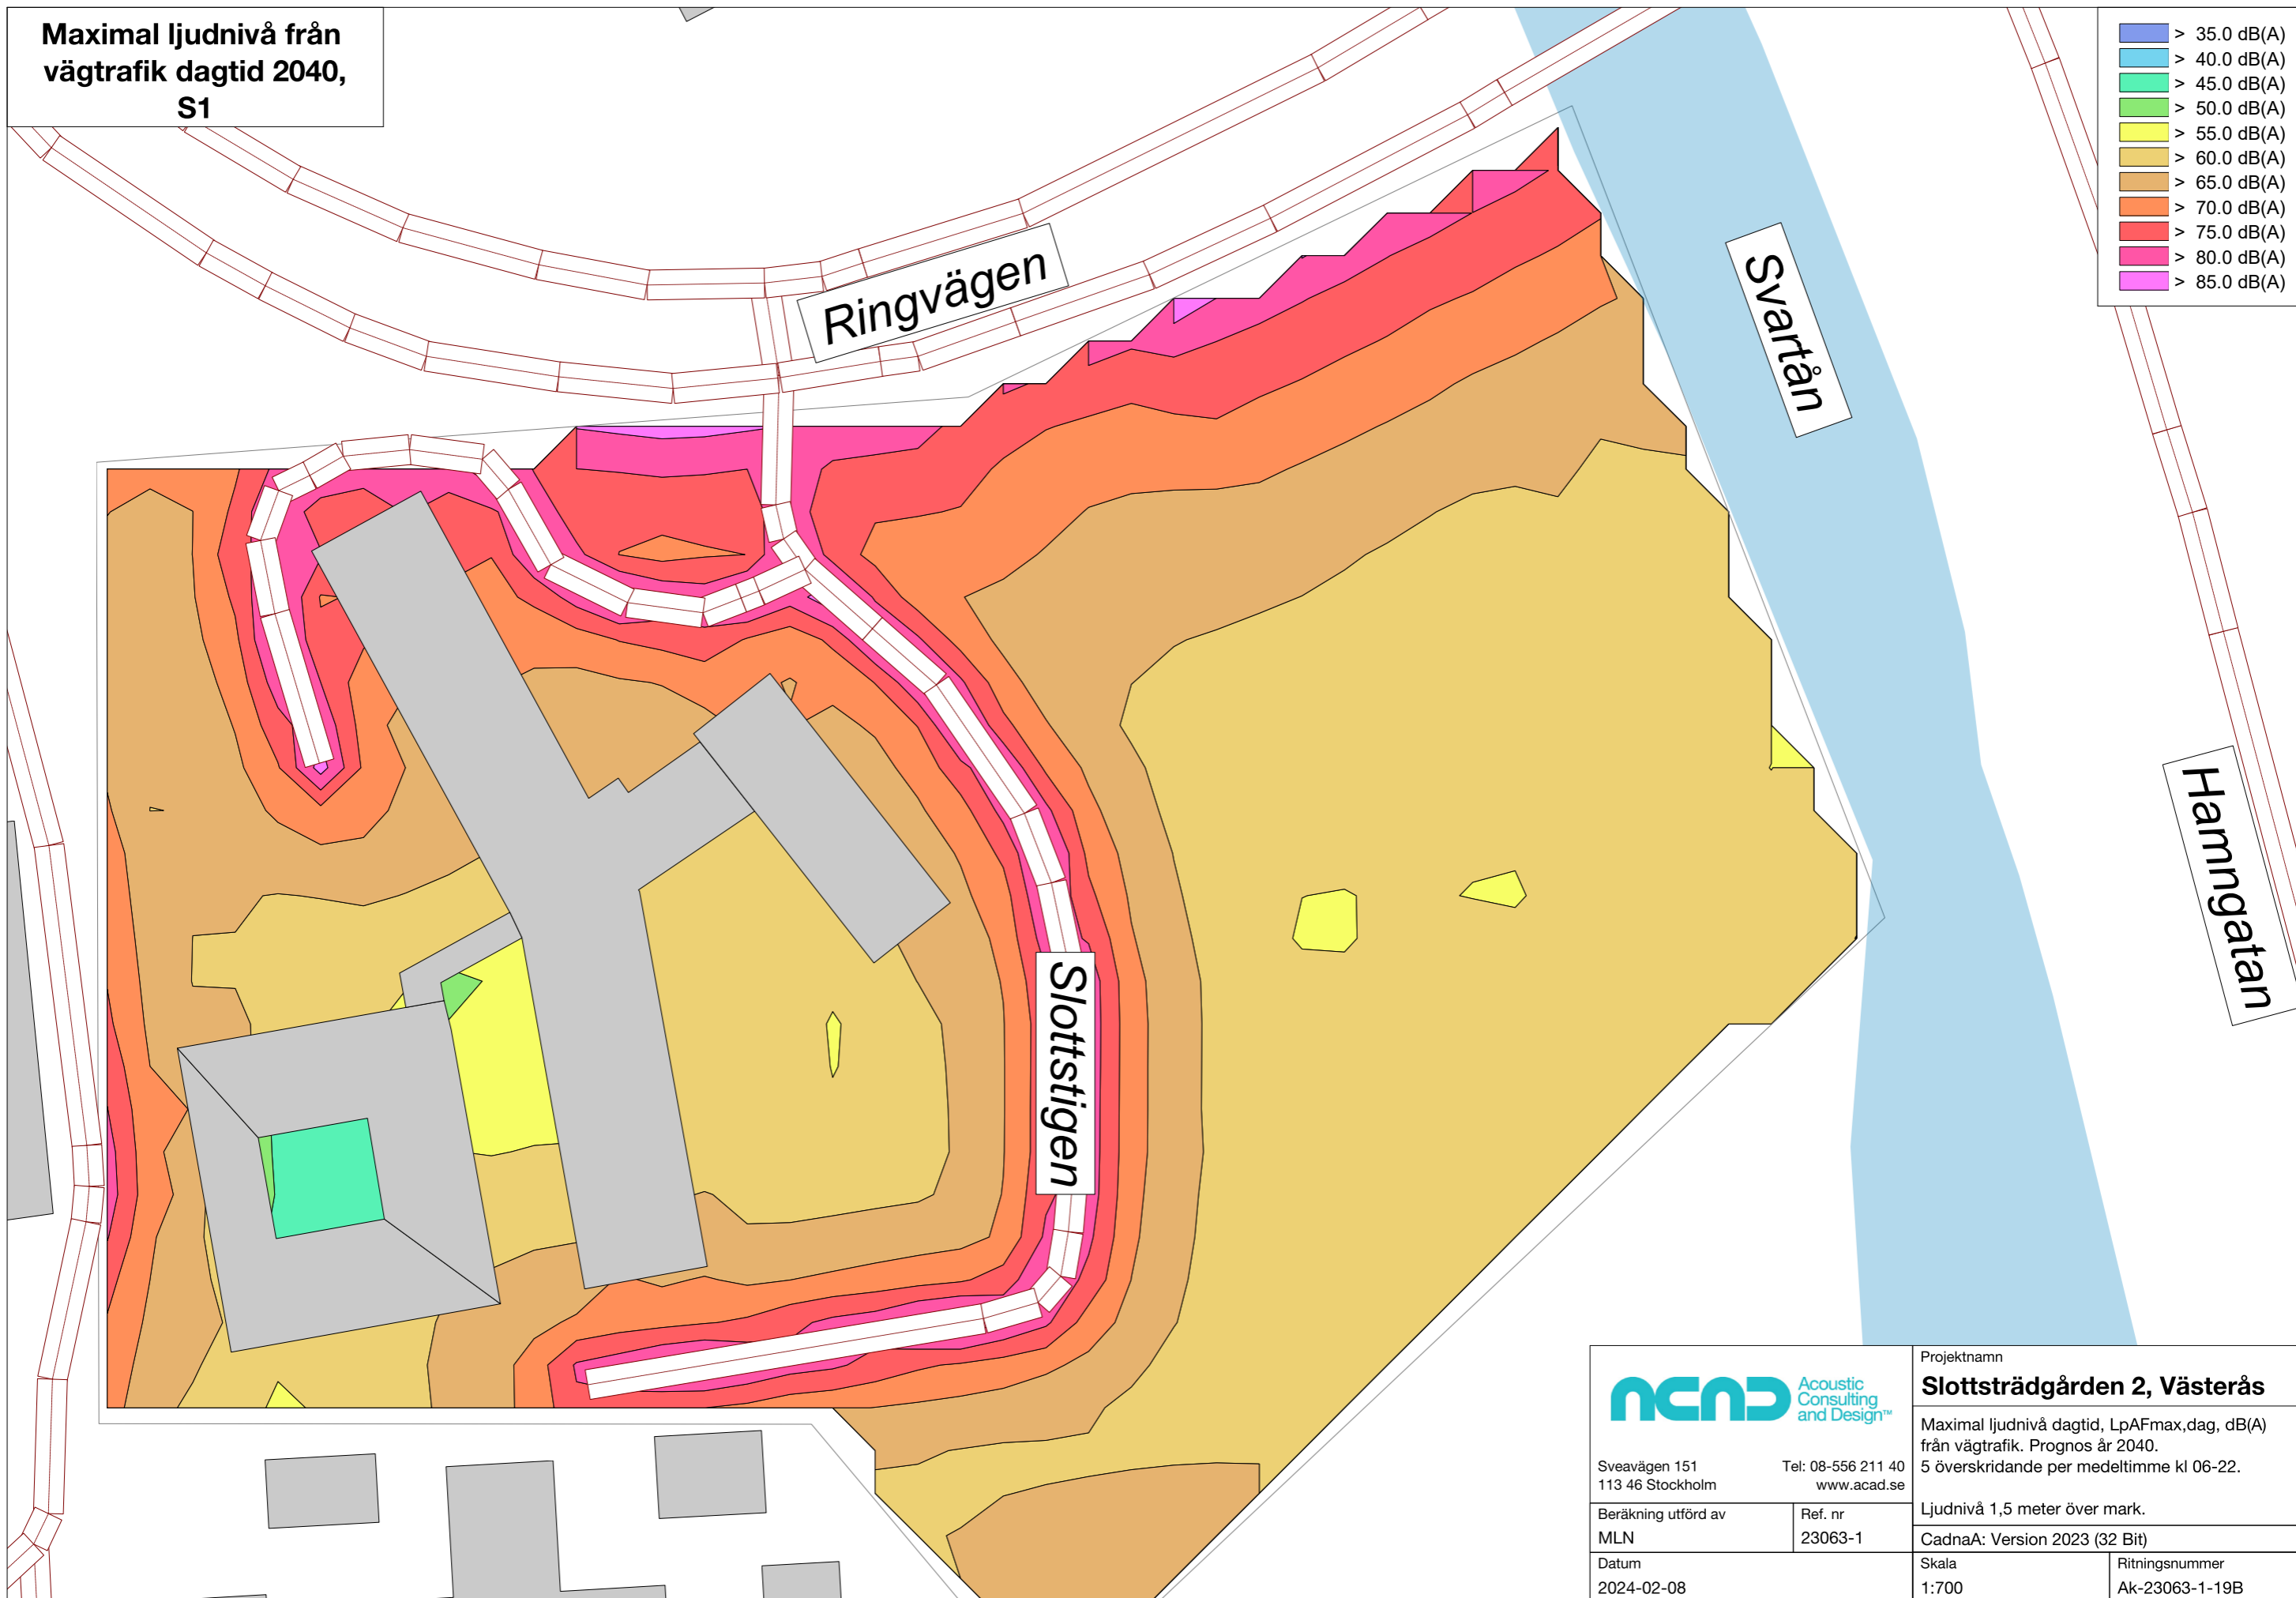 Maximal ljudnivå från
vägtrafik dagtid 2040,
S1
> 35.0 dB(A)
> 40.0 dB(A)
> 45.0 dB(A)
> 50.0 dB(A)
> 55.0 dB(A)
> 60.0 dB(A)
> 65.0 dB(A)
> 70.0 dB(A)
> 75.0 dB(A)
> 80.0 dB(A)
> 85.0 dB(A)
Ringvägen
Svartån
Hamngatan
Slottstigen
acad
Acoustic
Consulting
and Design™
Sveavägen 151
113 46 Stockholm
Tel: 08-556 211 40
www.acad.se
Beräkning utförd av
MLN
Ref. nr
23063-1
Datum
2024-02-08
Projektnamn
Slottsträdgården 2, Västerås
Maximal ljudnivå dagtid, LpAFmax,dag, dB(A)
från vägtrafik. Prognos år 2040.
5 överskridande per medeltimme kl 06-22.
Ljudnivå 1,5 meter över mark.
CadnaA: Version 2023 (32 Bit)
Skala
1:700
Ritningsnummer
Ak-23063-1-19B